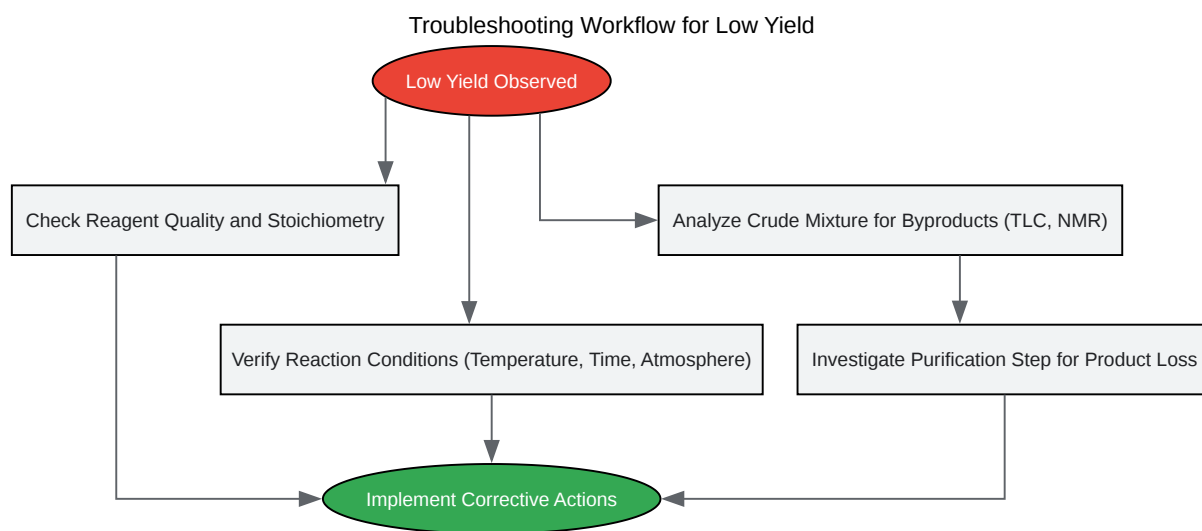 Troubleshooting Workflow for Low Yield
Low Yield Observed
Check Reagent Quality and Stoichiometry
Analyze Crude Mixture for Byproducts (TLC, NMR)
Verify Reaction Conditions (Temperature, Time, Atmosphere)
Investigate Purification Step for Product Loss
Implement Corrective Actions